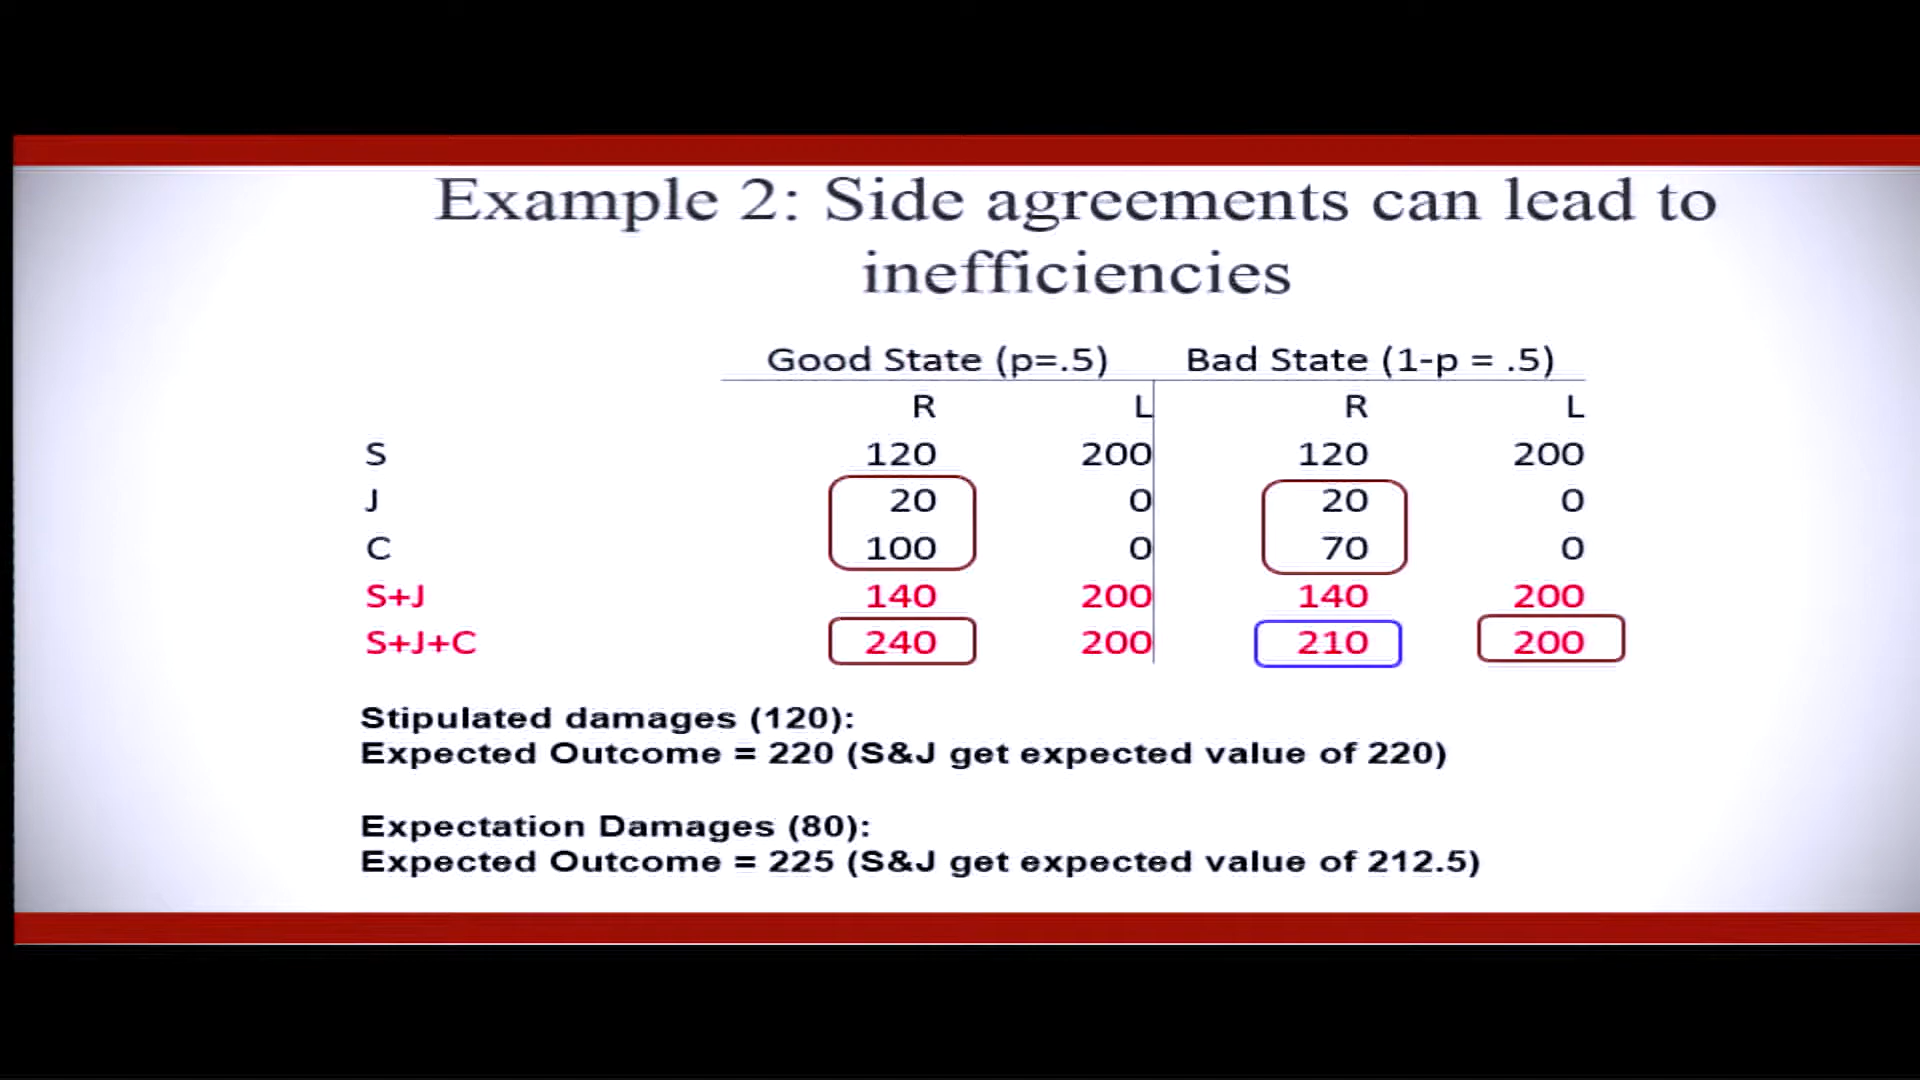 Example 2: Side agreements can lead to
inefficiencies
Good State (p=.5) Bad State (1-p = .5)
R L R L
S 120 200 120 200
J 20 0 20 0
C 100 0 70 0
S+J 140 200 140 200
S+J+C 240 200 210 200
Stipulated damages (120):
Expected Outcome = 220 (S&J get expected value of 220)
Expectation Damages (80):
Expected Outcome = 225 (S&J get expected value of 212.5)